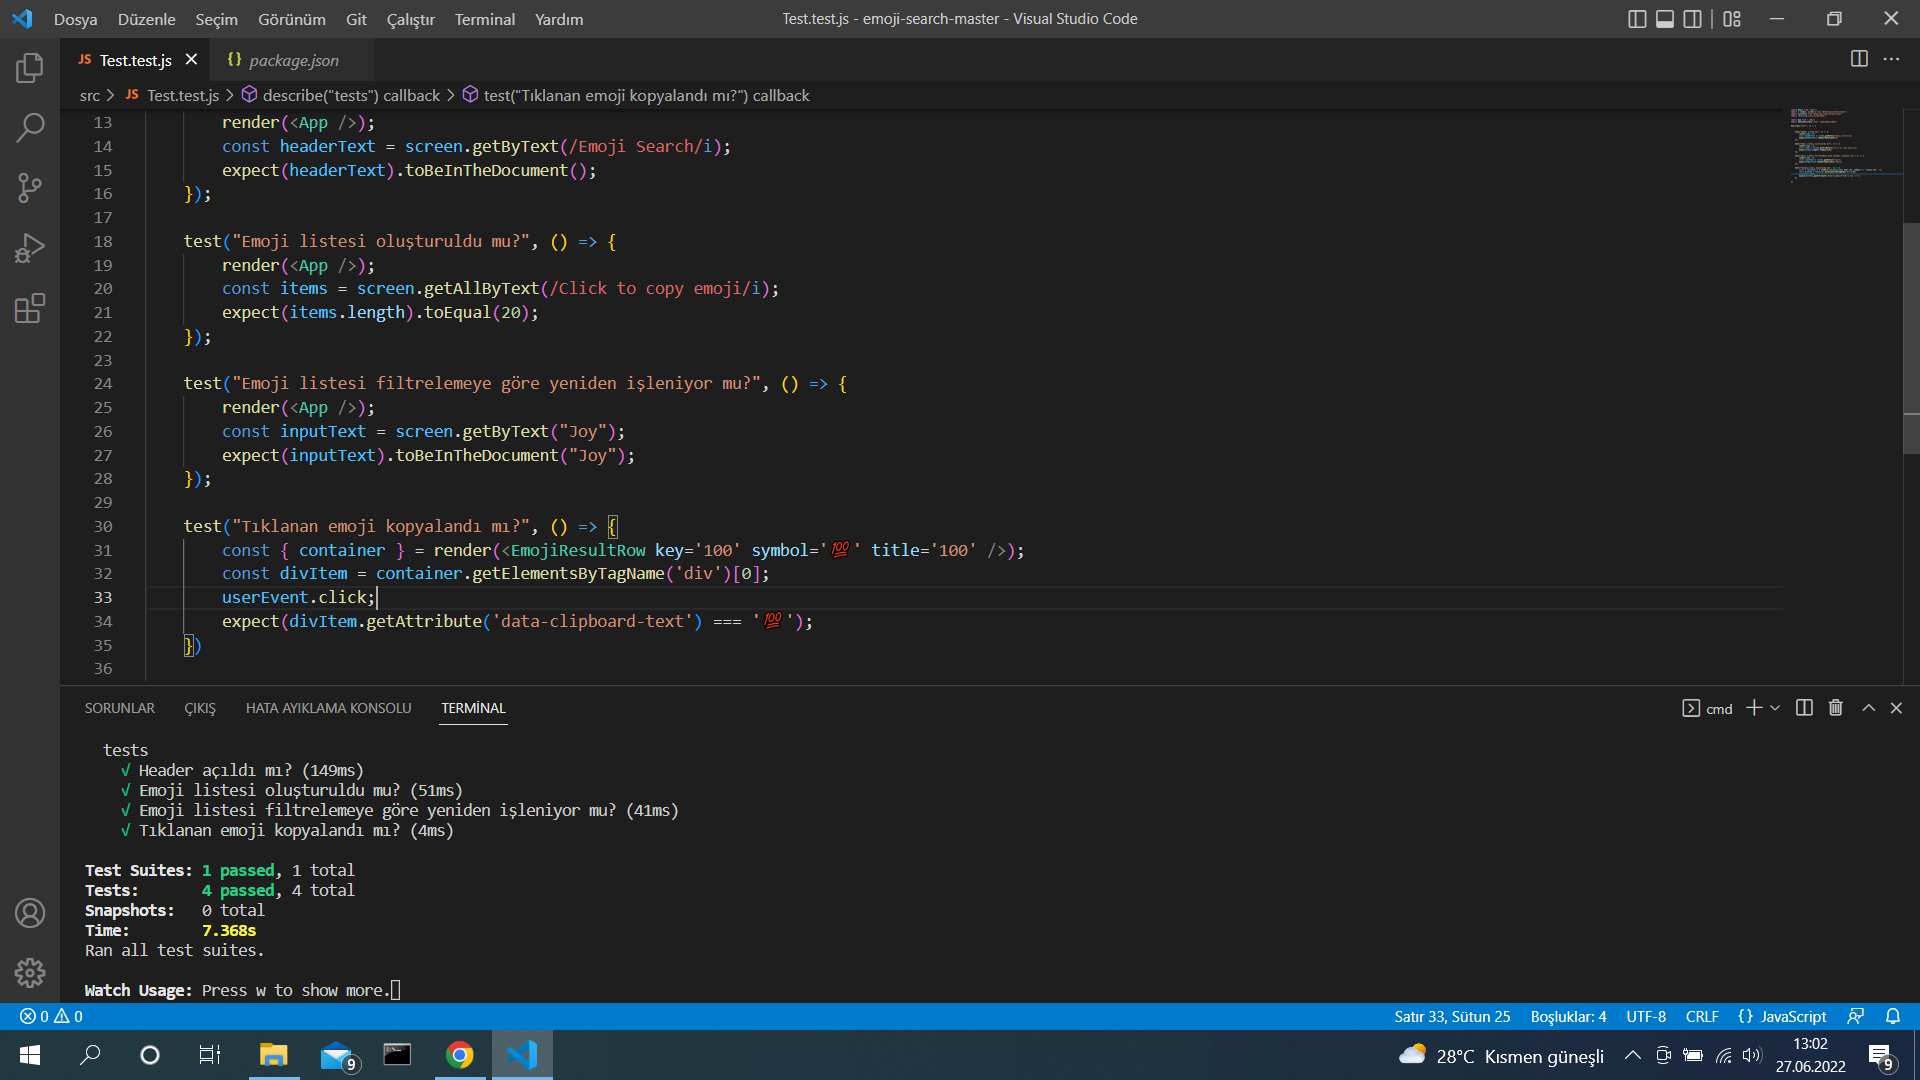 Dosya Düzenle Seçim Görünüm Git Çalıştır Terminal Yardım Test.test.js - emoji-search-master - Visual Studio Code
JS Test.test.js {} package.json
src > JS Test.test.js > describe("tests") callback > test("Tıklanan emoji kopyalandı mı?") callback
13 render(<App />);
14 const headerText = screen.getByText(/Emoji Search/i);
15 expect(headerText).toBeInTheDocument();
16 });
17
18 test("Emoji listesi oluşturuldu mu?", () => {
19 render(<App />);
20 const items = screen.getAllByText(/Click to copy emoji/i);
21 expect(items.length).toEqual(20);
22 });
23
24 test("Emoji listesi filtrelemeye göre yeniden işleniyor mu?", () => {
25 render(<App />);
26 const inputText = screen.getByText("Joy");
27 expect(inputText).toBeInTheDocument("Joy");
28 });
29
30 test("Tıklanan emoji kopyalandı mı?", () => {
31 const { container } = render(<EmojiResultRow key='100' symbol='💯' title='100' />);
32 const divItem = container.getElementsByTagName('div')[0];
33 userEvent.click;
34 expect(divItem.getAttribute('data-clipboard-text') === '💯');
35 })
36
SORUNLAR ÇIKIŞ HATA AYIKLAMA KONSOLU TERMİNAL cmd
tests
√ Header açıldı mı? (149ms)
√ Emoji listesi oluşturuldu mu? (51ms)
√ Emoji listesi filtrelemeye göre yeniden işleniyor mu? (41ms)
√ Tıklanan emoji kopyalandı mı? (4ms)
Test Suites: 1 passed, 1 total
Tests: 4 passed, 4 total
Snapshots: 0 total
Time: 7.368s
Ran all test suites.
Watch Usage: Press w to show more.
0 0 Satır 33, Sütun 25 Boşluklar: 4 UTF-8 CRLF {} JavaScript
9 28°C Kısmen güneşli 13:02 9
27.06.2022